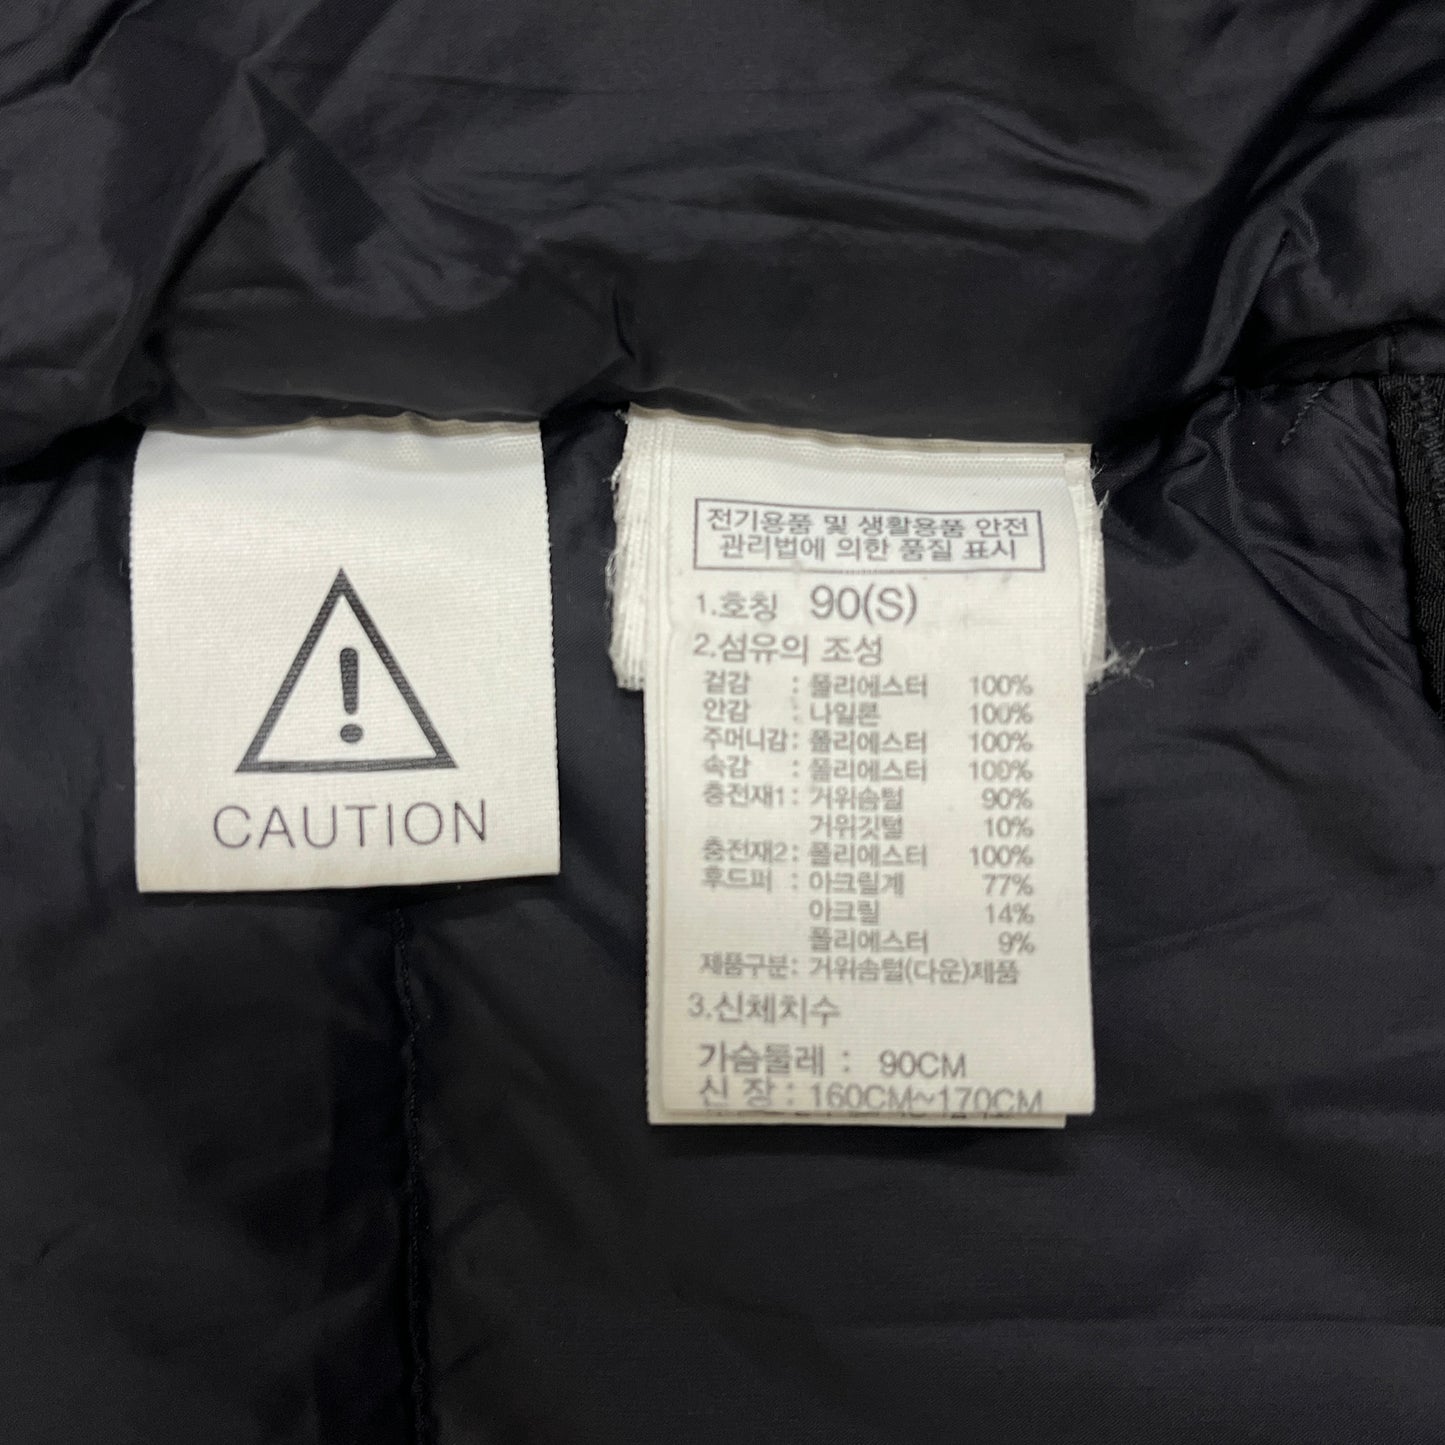 CAUTION
전기용품 및 생활용품 안전
관리법에 의한 품질 표시
1.호칭 90(S)
2.섬유의 조성
겉감 : 폴리에스터 100%
안감 : 나일론 100%
주머니감 : 폴리에스터 100%
속감 : 폴리에스터 100%
충전재1 : 거위솜털 90%
거위깃털 10%
충전재2 : 폴리에스터 100%
후드퍼 : 아크릴계 77%
아크릴 14%
폴리에스터 9%
제품구분 : 거위솜털(다운)제품
3.신체치수
가슴둘레 : 90CM
신 장 : 160CM~170CM